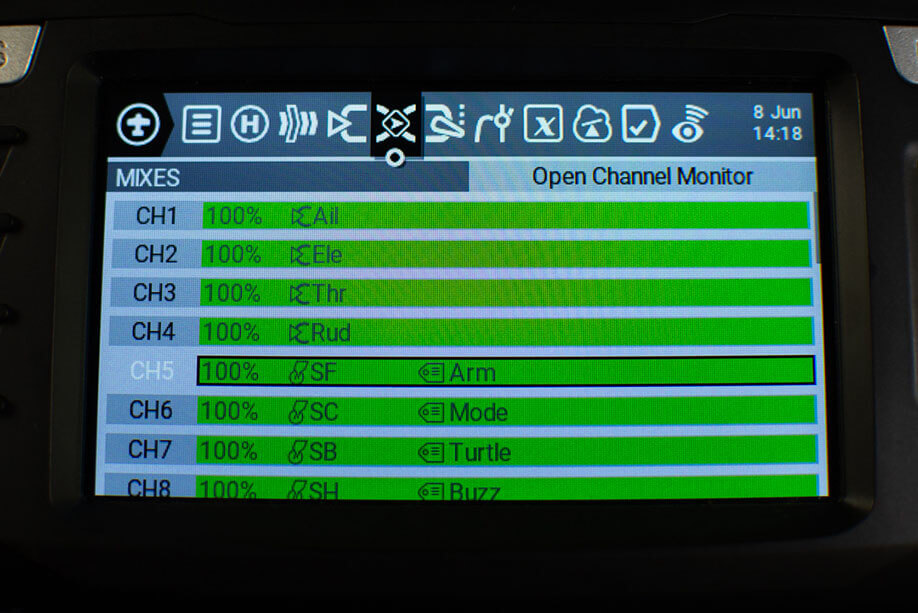 8 Jun
14:18
MIXES Open Channel Monitor
CH1 100% Ail
CH2 100% Ele
CH3 100% Thr
CH4 100% Rud
CH5 100% SF Arm
CH6 100% SC Mode
CH7 100% SB Turtle
CH8 100% SH Buzz